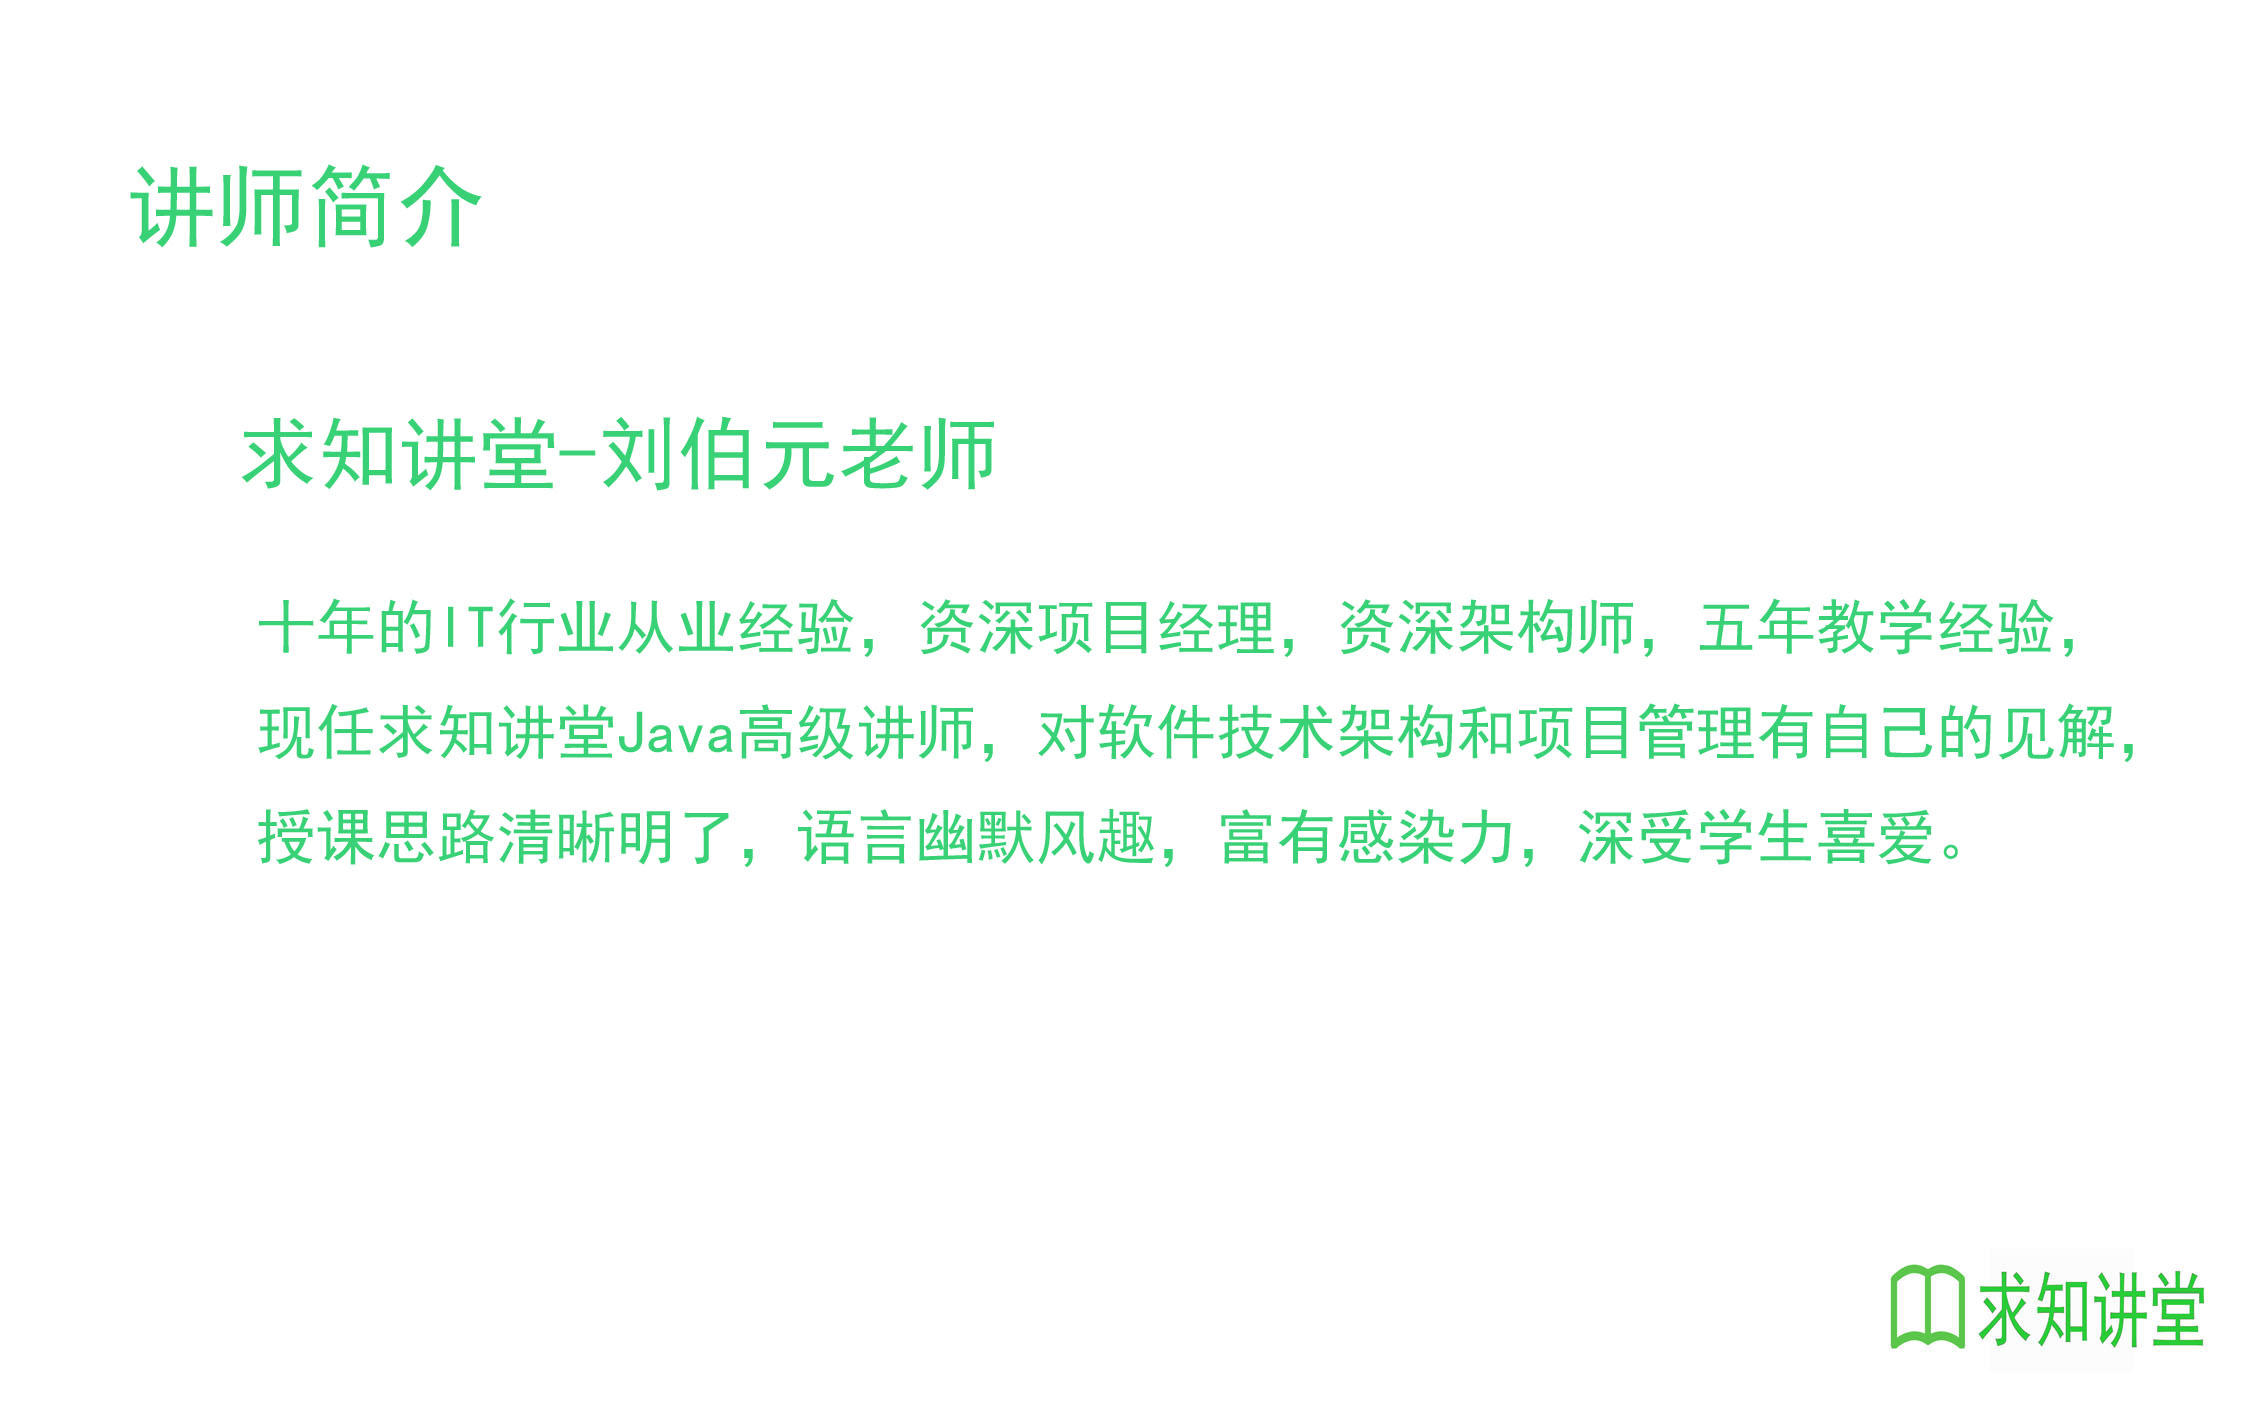 讲师简介
求知讲堂-刘伯元老师
十年的IT行业从业经验，资深项目经理，资深架构师，五年教学经验，
现任求知讲堂Java高级讲师，对软件技术架构和项目管理有自己的见解，
授课思路清晰明了，语言幽默风趣，富有感染力，深受学生喜爱。
求知讲堂